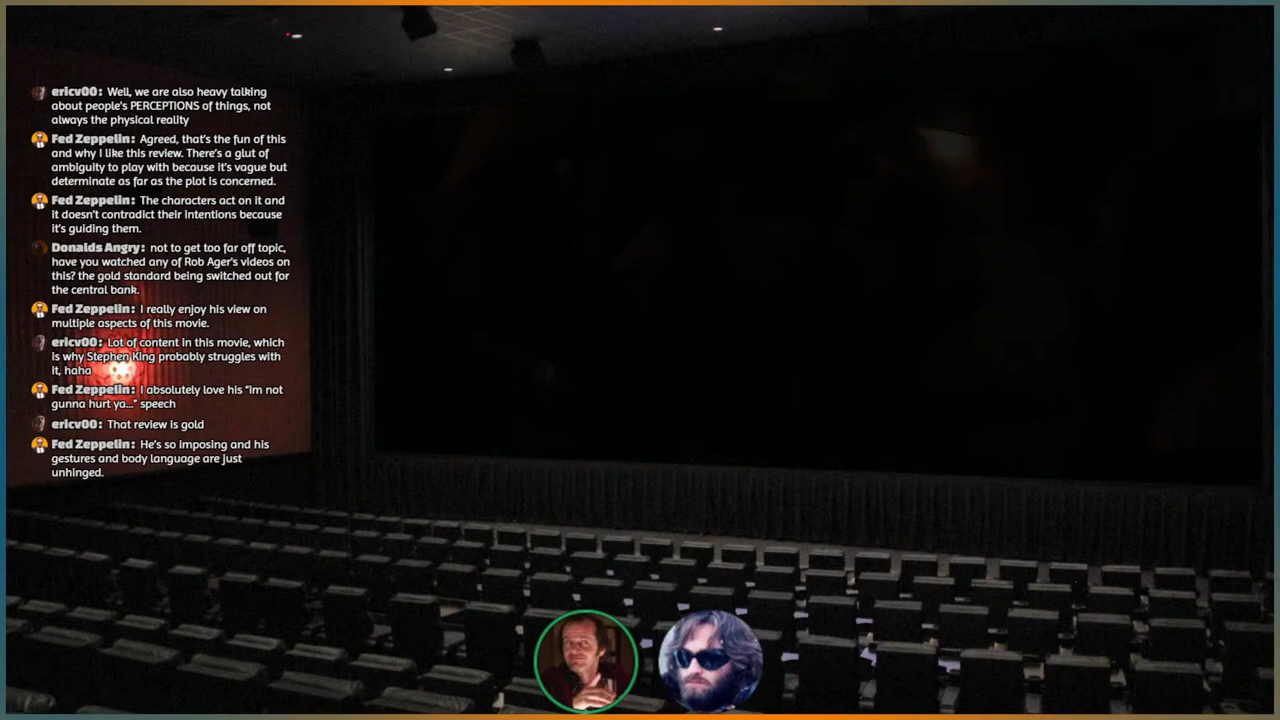 ericv00: Well, we are also heavy talking
about people's PERCEPTIONS of things, not
always the physical reality
Fed Zeppelin: Agreed, that's the fun of this
and why I like this review. There's a glut of
ambiguity to play with because it's vague but
determinate as far as the plot is concerned.
Fed Zeppelin: The characters act on it and
it doesn't contradict their intentions because
it's guiding them.
Donalds Angry: not to get too far off topic,
have you watched any of Rob Ager's videos on
this? the gold standard being switched out for
the central bank.
Fed Zeppelin: I really enjoy his view on
multiple aspects of this movie.
ericv00: Lot of content in this movie, which
is why Stephen King probably struggles with
it, haha
Fed Zeppelin: I absolutely love his "im not
gunna hurt ya..." speech
ericv00: That review is gold
Fed Zeppelin: He's so imposing and his
gestures and body language are just
unhinged.